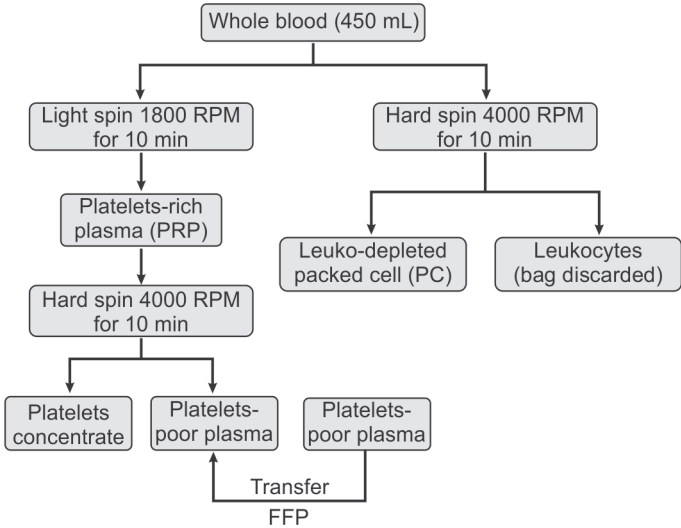 Whole blood (450 mL)
Light spin 1800 RPM
for 10 min
Hard spin 4000 RPM
for 10 min
Platelets-rich
plasma (PRP)
Leuko-depleted
packed cell (PC)
Leukocytes
(bag discarded)
Hard spin 4000 RPM
for 10 min
Platelets
concentrate
Platelets-
poor plasma
Platelets-
poor plasma
Transfer
FFP